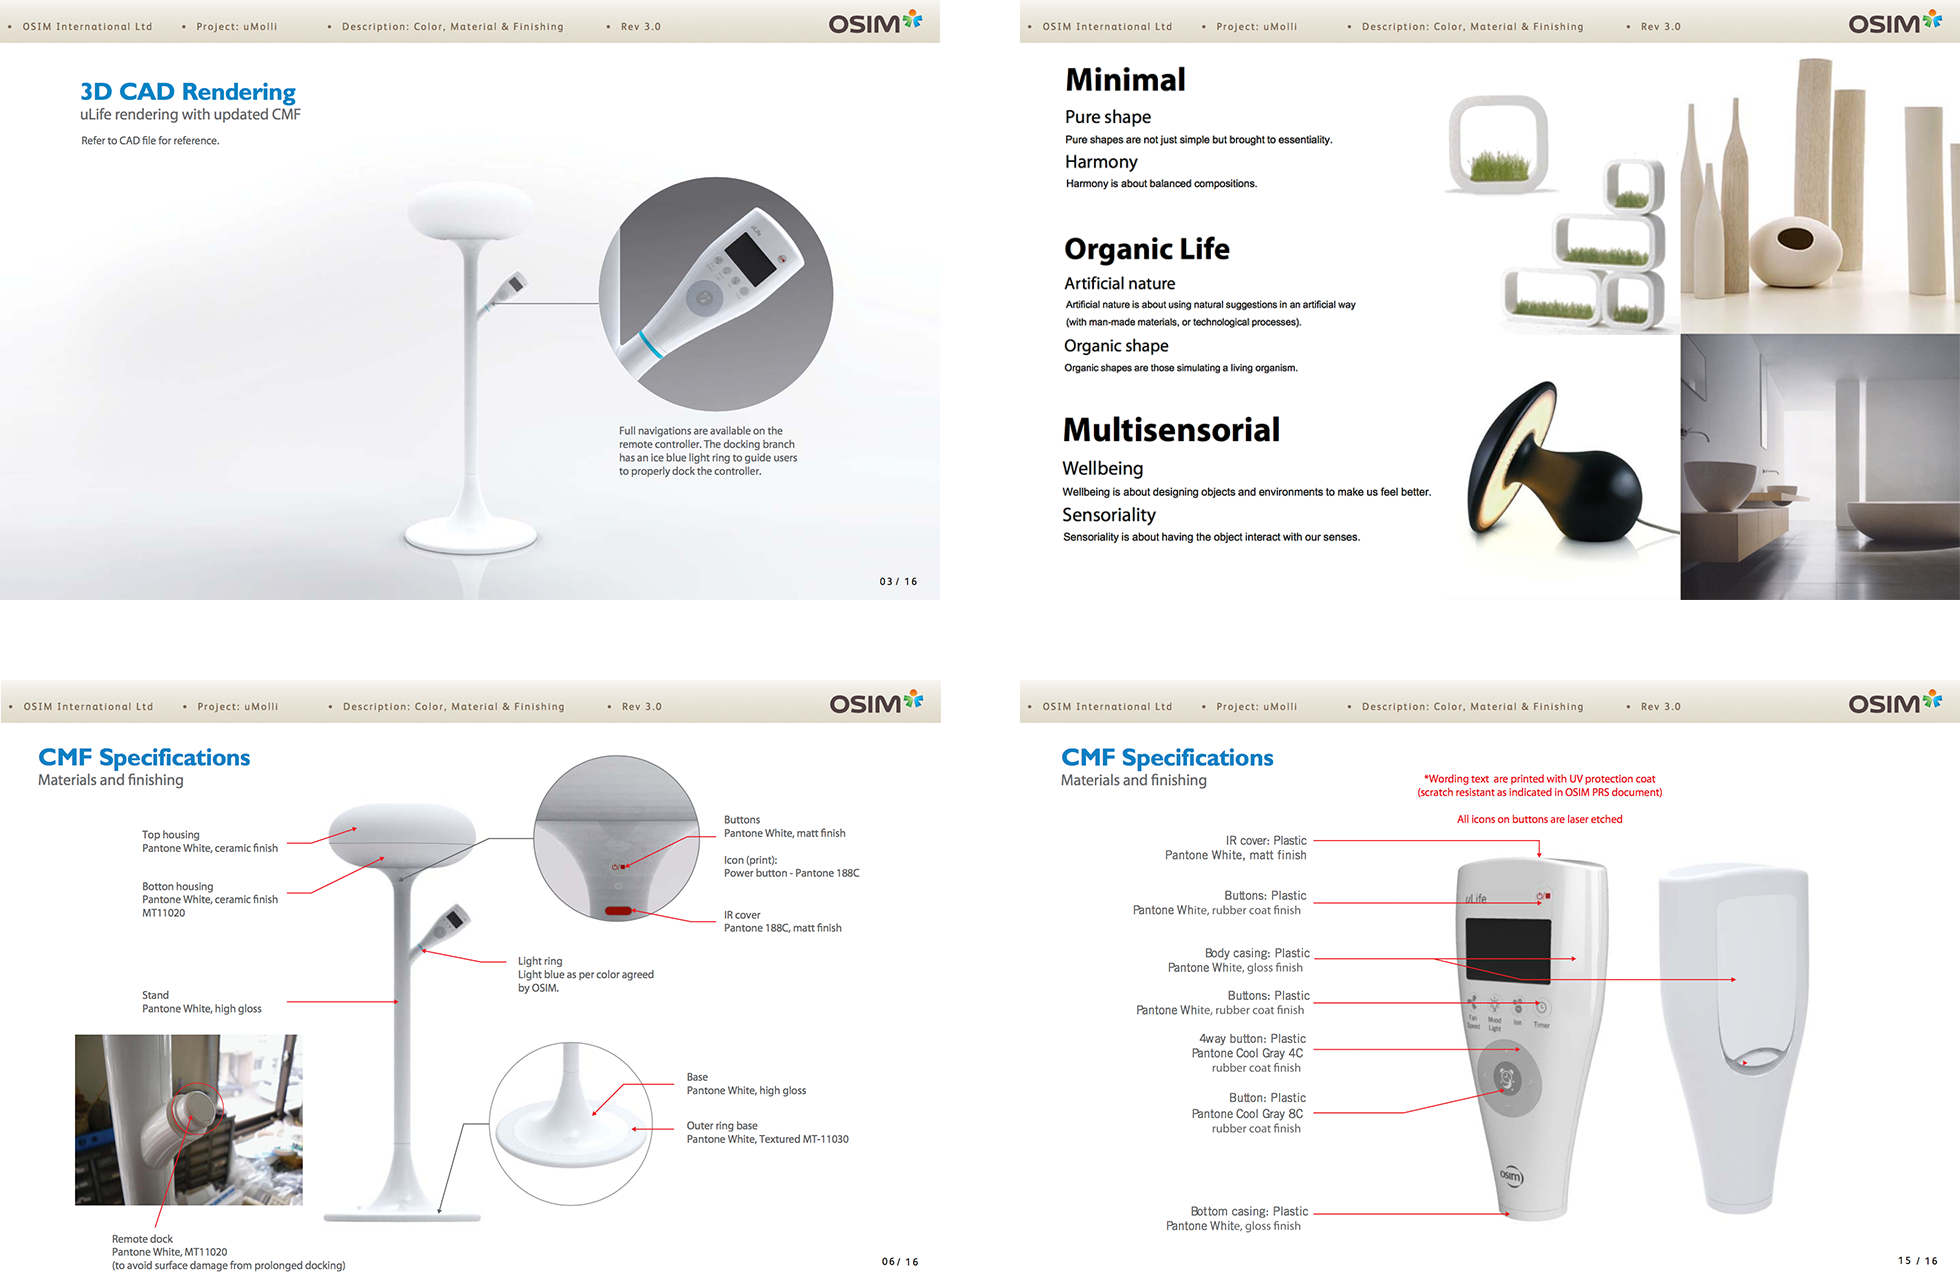 • OSIM International Ltd • Project: uMolli • Description: Color, Material & Finishing • Rev 3.0 OSIM
3D CAD Rendering
uLife rendering with updated CMF
Refer to CAD file for reference.
uLife
Full navigations are available on the
remote controller. The docking branch
has an ice blue light ring to guide users
to properly dock the controller.
03/ 16
• OSIM International Ltd • Project: uMolli • Description: Color, Material & Finishing • Rev 3.0 OSIM
Minimal
Pure shape
Pure shapes are not just simple but brought to essentiality.
Harmony
Harmony is about balanced compositions.
Organic Life
Artificial nature
Artificial nature is about using natural suggestions in an artificial way
(with man-made materials, or technological processes).
Organic shape
Organic shapes are those simulating a living organism.
Multisensorial
Wellbeing
Wellbeing is about designing objects and environments to make us feel better.
Sensoriality
Sensoriality is about having the object interact with our senses.
• OSIM International Ltd • Project: uMolli • Description: Color, Material & Finishing • Rev 3.0 OSIM
CMF Specifications
Materials and finishing
Top housing
Pantone White, ceramic finish
Botton housing
Pantone White, ceramic finish
MT11020
Stand
Pantone White, high gloss
Buttons
Pantone White, matt finish
Icon (print):
Power button - Pantone 188C
IR cover
Pantone 188C, matt finish
Light ring
Light blue as per color agreed
by OSIM.
Base
Pantone White, high gloss
Outer ring base
Pantone White, Textured MT-11030
Remote dock
Pantone White, MT11020
(to avoid surface damage from prolonged docking)
06/ 16
• OSIM International Ltd • Project: uMolli • Description: Color, Material & Finishing • Rev 3.0 OSIM
CMF Specifications
Materials and finishing
*Wording text are printed with UV protection coat
(scratch resistant as indicated in OSIM PRS document)
All icons on buttons are laser etched
IR cover: Plastic
Pantone White, matt finish
Buttons: Plastic
Pantone White, rubber coat finish
Body casing: Plastic
Pantone White, gloss finish
Buttons: Plastic
Pantone White, rubber coat finish
4way button: Plastic
Pantone Cool Gray 4C
rubber coat finish
Button: Plastic
Pantone Cool Gray 8C
rubber coat finish
Bottom casing: Plastic
Pantone White, gloss finish
uLife
Fan Speed
Mood Light
Ion
Timer
OSIM
15 / 16